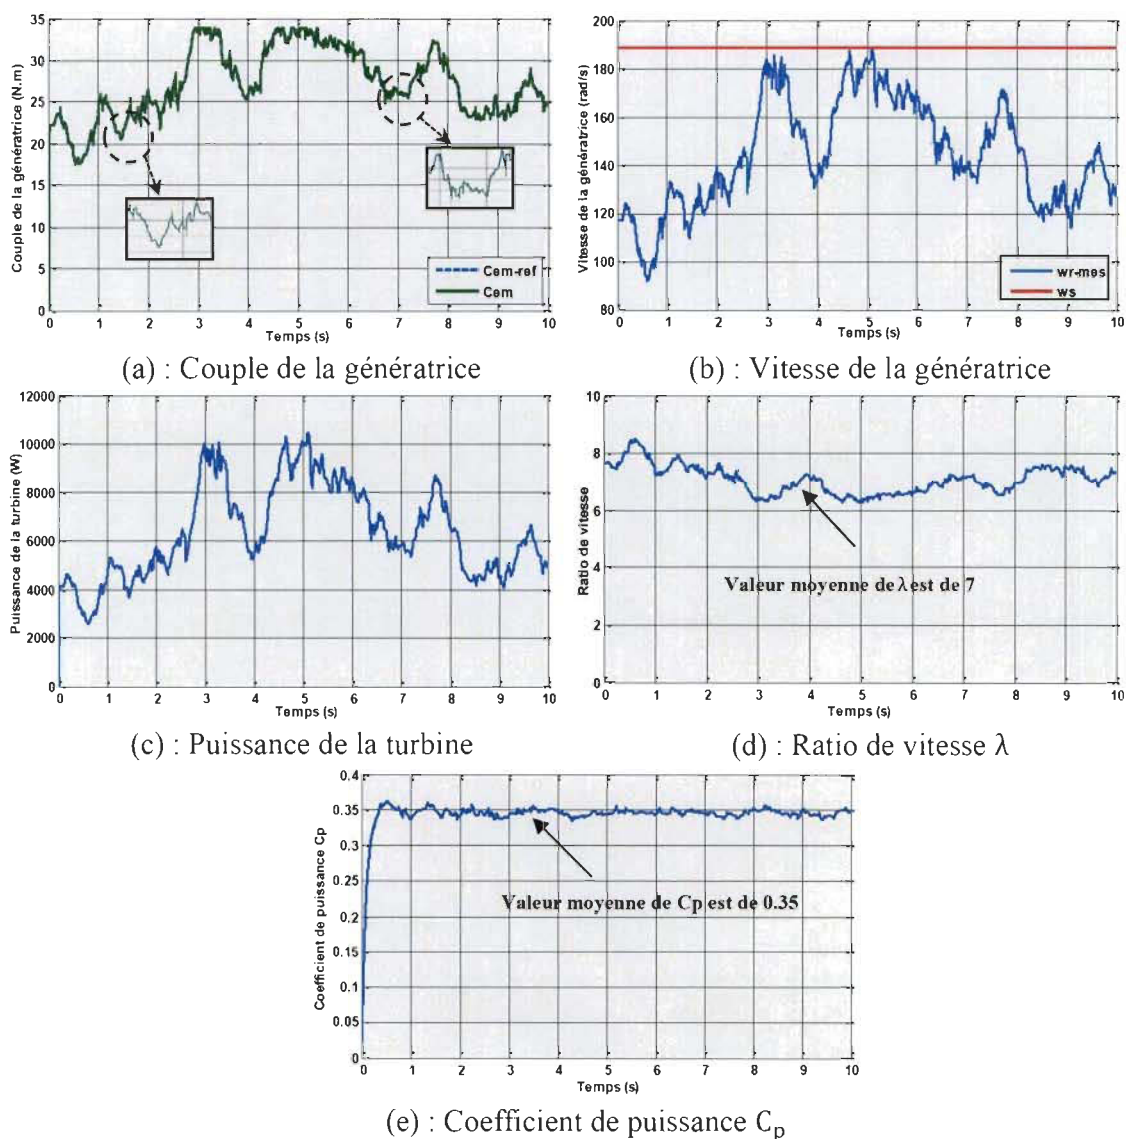 Couple de la génératrice (N.m)
35
30
25
20
15
10
5
0
Cem-ref
Cem
0 1 2 3 4 5 6 7 8 9 10
Temps (s)
(a) : Couple de la génératrice
Vitesse de la génératrice (rad/s)
200
180
160
140
120
100
80
wr-mes
ws
0 1 2 3 4 5 6 7 8 9 10
Temps (s)
(b) : Vitesse de la génératrice
Puissance de la turbine (W)
12000
10000
8000
6000
4000
2000
0
0 1 2 3 4 5 6 7 8 9 10
Temps (s)
(c) : Puissance de la turbine
Ratio de vitesse
10
8
6
4
2
0
Valeur moyenne de λ est de 7
0 1 2 3 4 5 6 7 8 9 10
Temps (s)
(d) : Ratio de vitesse λ
Coefficient de puissance Cp
0.4
0.35
0.3
0.25
0.2
0.15
0.1
0.05
0
Valeur moyenne de Cp est de 0.35
0 1 2 3 4 5 6 7 8 9 10
Temps (s)
(e) : Coefficient de puissance Cp